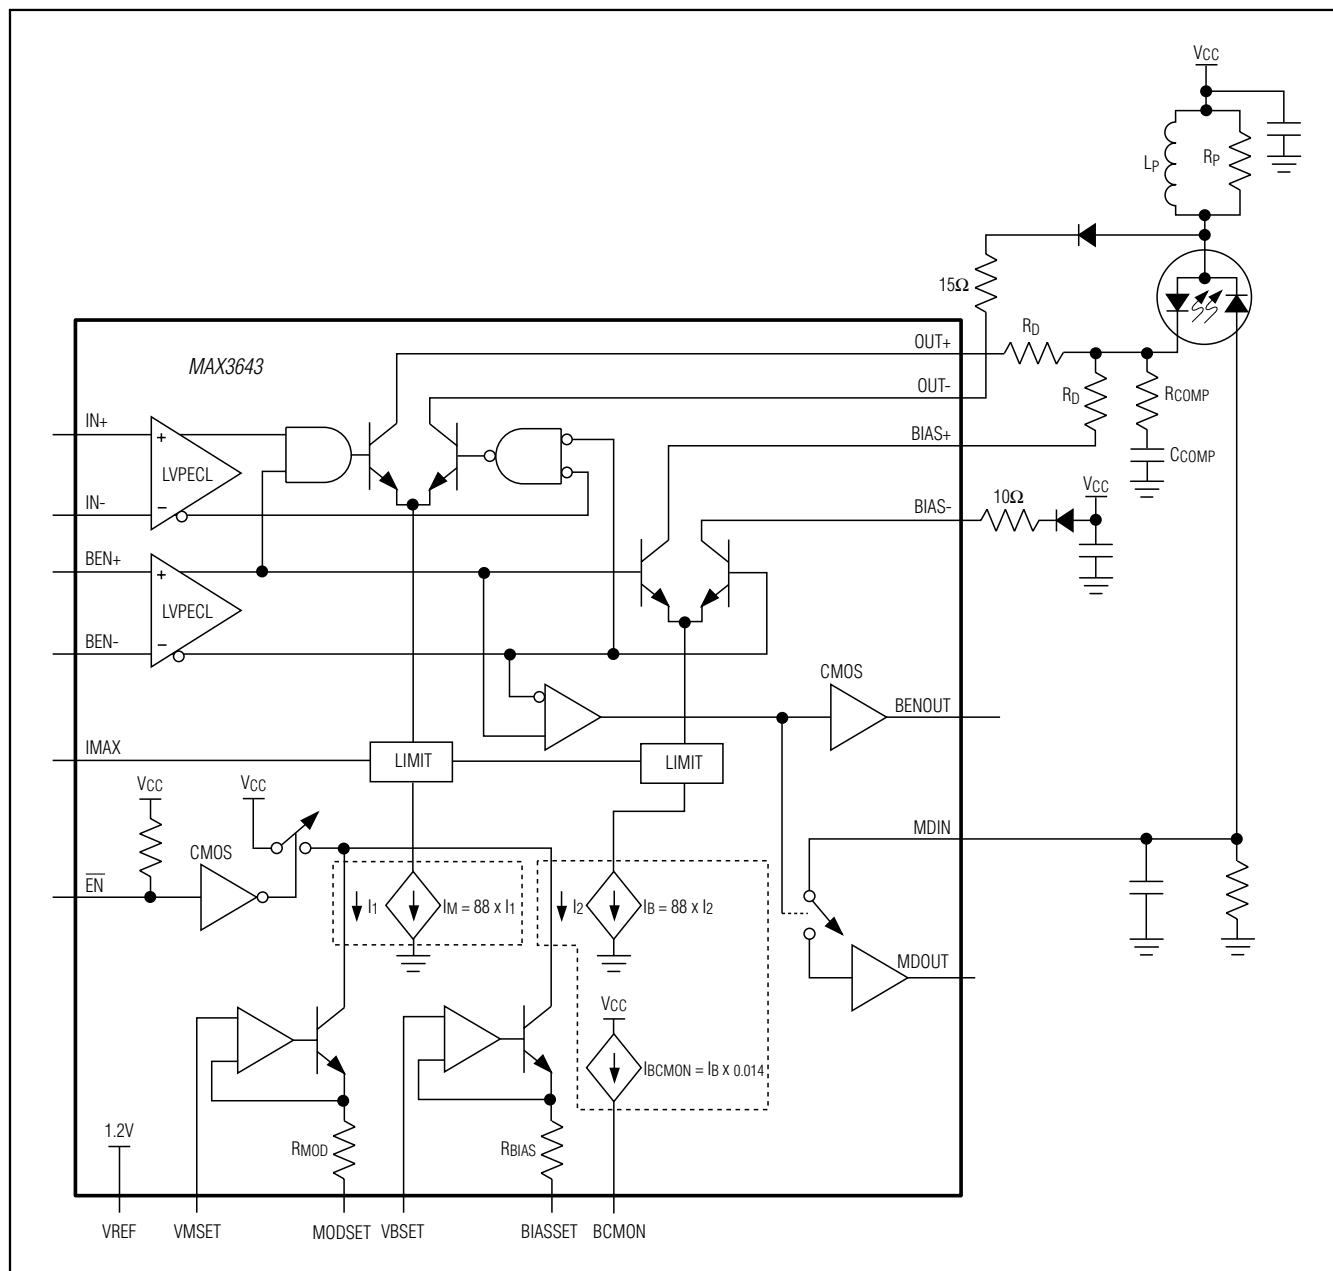 VCC
LP
RP
15Ω
OUT+
RD
MAX3643
OUT-
RD
RCOMP
IN+
+
LVPECL
BIAS+
CCOMP
IN-
−
10Ω
VCC
BIAS-
BEN+
+
LVPECL
BEN-
−
CMOS
BENOUT
IMAX
LIMIT
LIMIT
VCC
VCC
MDIN
CMOS
EN
I1
IM = 88 x I1
I2
IB = 88 x I2
MDOUT
VCC
IBCMON = IB x 0.014
1.2V
RMOD
RBIAS
VREF
VMSET
MODSET
VBSET
BIASSET
BCMON